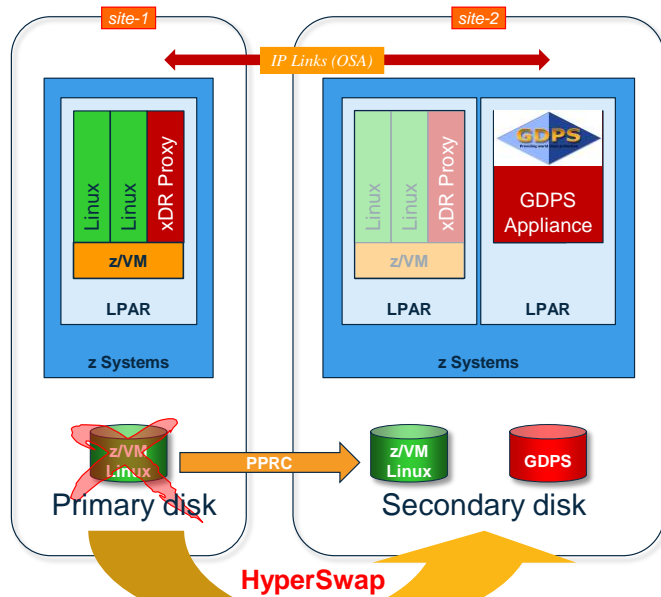 site-1
site-2
IP Links (OSA)
Linux
Linux
xDR Proxy
z/VM
LPAR
z Systems
Linux
Linux
xDR Proxy
z/VM
LPAR
GDPS
GDPS
Appliance
LPAR
z Systems
z/VM
Linux
PPRC
z/VM
Linux
GDPS
Primary disk
Secondary disk
HyperSwap